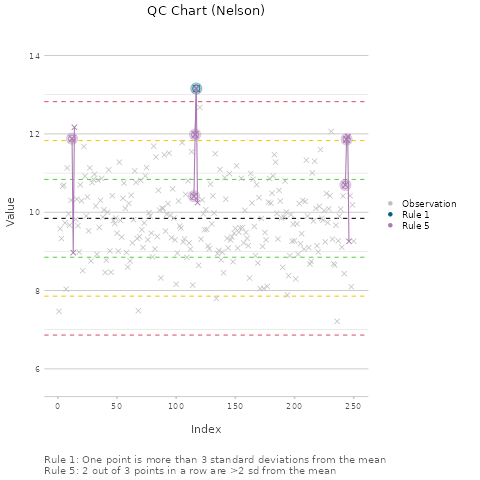 QC Chart (Nelson)
14
12
10
8
6
Value
0
50
100
150
200
250
Index
Observation
Rule 1
Rule 5
Rule 1: One point is more than 3 standard deviations from the mean
Rule 5: 2 out of 3 points in a row are >2 sd from the mean